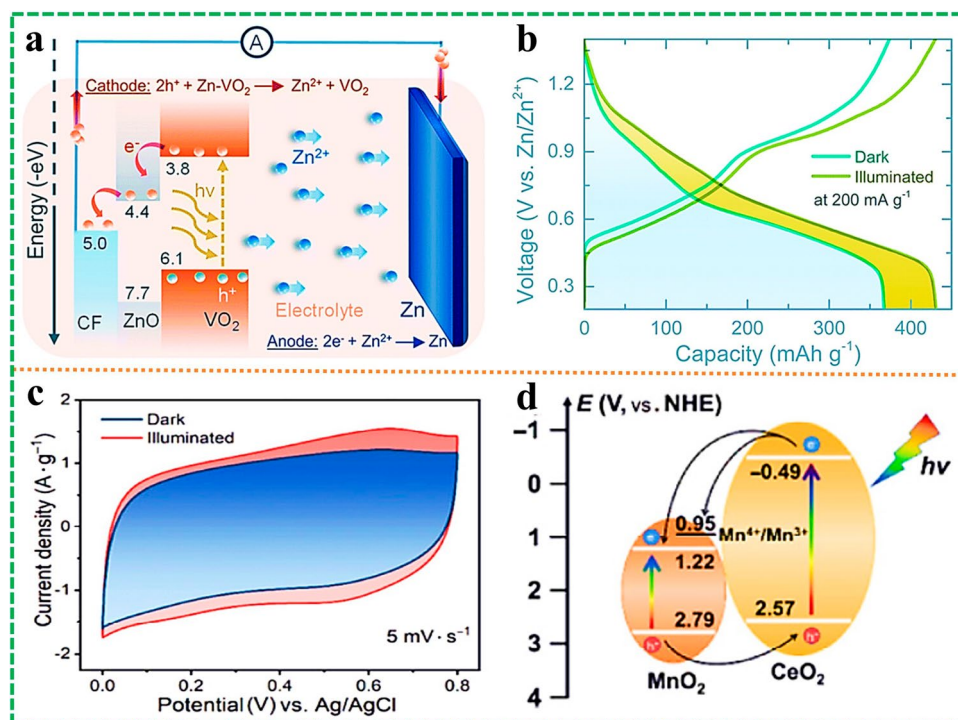 a
A
Cathode: 2h⁺ + Zn-VO₂ → Zn²⁺ + VO₂
Energy (-eV)
e⁻
3.8
4.4
5.0
hν
6.1
7.7
h⁺
CF
ZnO
VO₂
Zn²⁺
Electrolyte
Zn
Anode: 2e⁻ + Zn²⁺ → Zn
b
Voltage (V vs. Zn/Zn²⁺)
1.2
0.9
0.6
0.3
Dark
Illuminated
at 200 mA g⁻¹
0 100 200 300 400
Capacity (mAh g⁻¹)
c
Current density (A·g⁻¹)
2
1
0
-1
-2
Dark
Illuminated
5 mV·s⁻¹
0.0 0.2 0.4 0.6 0.8
Potential (V) vs. Ag/AgCl
d
E (V, vs. NHE)
−1
0
1
2
3
4
e⁻
−0.49
hν
0.95
Mn⁴⁺/Mn³⁺
e⁻
1.22
2.79
2.57
h⁺
h⁺
MnO₂
CeO₂